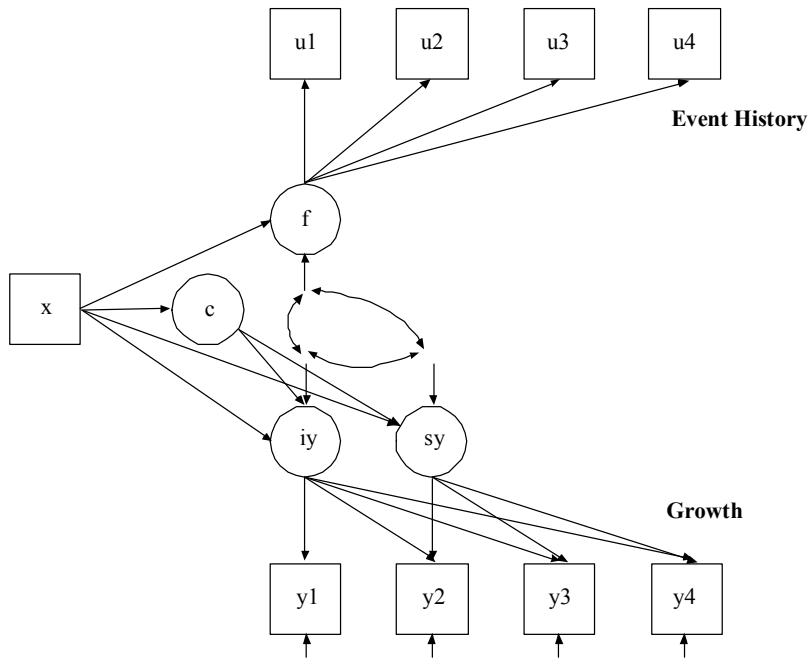 u1 u2 u3 u4
Event History
f
x
c
iy sy
Growth
y1 y2 y3 y4